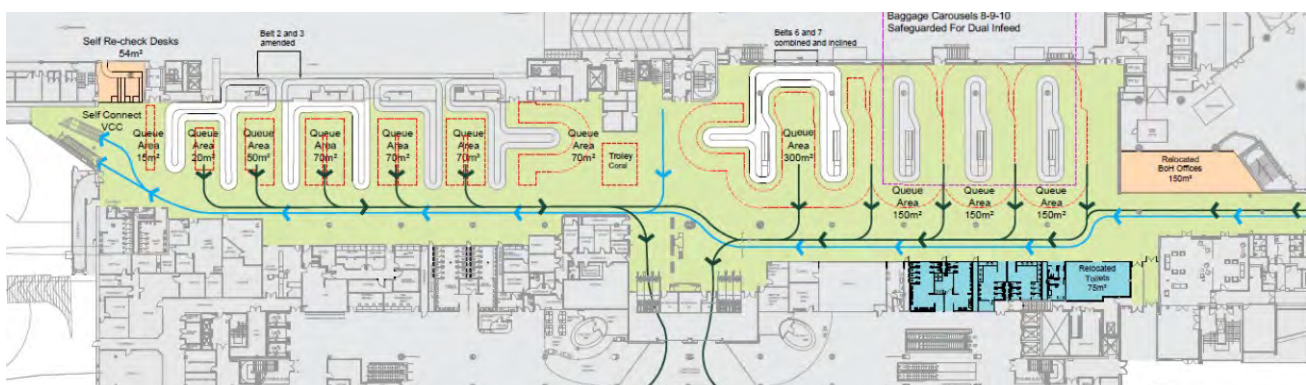 Baggage Carousels 8-9-10
Safeguarded For Dual Infeed
Self Re-check Desks
54m²
Belt 2 and 3
amended
Belts 6 and 7
combined and inclined
Self Connect
VCC
Queue
Area
15m²
Queue
Area
20m²
Queue
Area
50m²
Queue
Area
70m²
Queue
Area
70m²
Queue
Area
70m²
Queue
Area
70m²
Troley
Coral
Queue
Area
300m²
Queue
Area
150m²
Queue
Area
150m²
Queue
Area
150m²
Relocated
BoH Offices
150m²
Relocated
Toilets
75m²